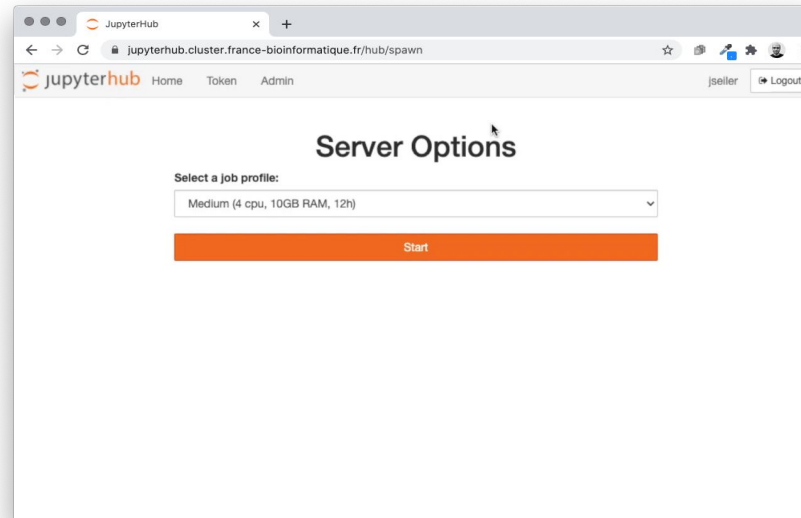 JupyterHub
jupyterhub.cluster.france-bioinformatique.fr/hub/spawn
jupyterhub Home Token Admin jseiler Logout
Server Options
Select a job profile:
Medium (4 cpu, 10GB RAM, 12h)
Start